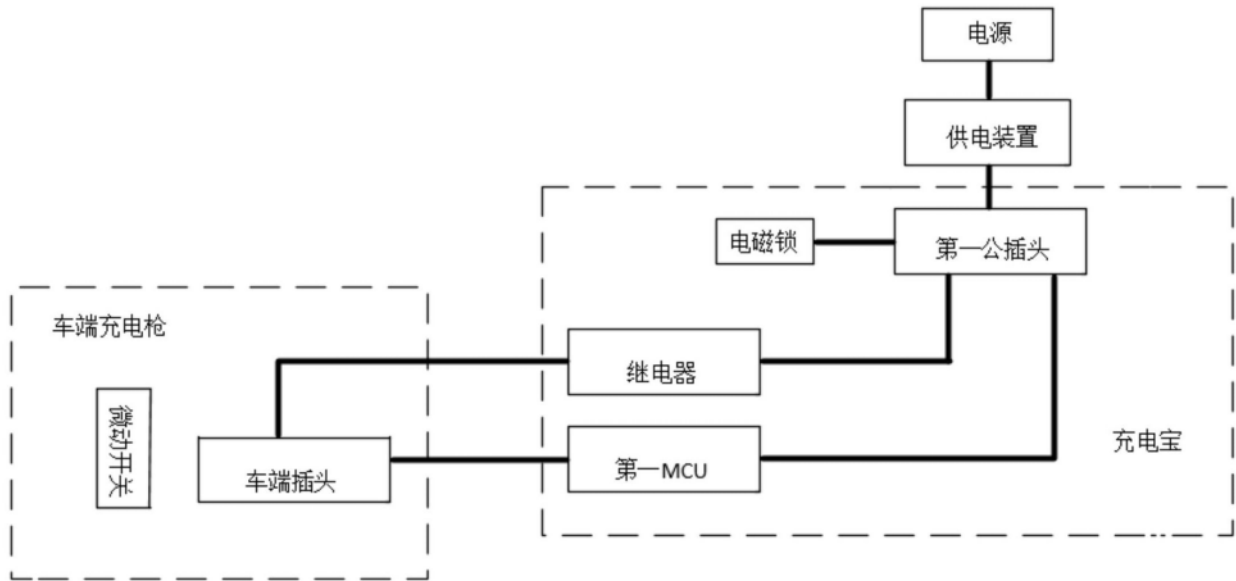 电源
供电装置
电磁锁
第一公插头
车端充电枪
继电器
微动开关
车端插头
第一MCU
充电宝